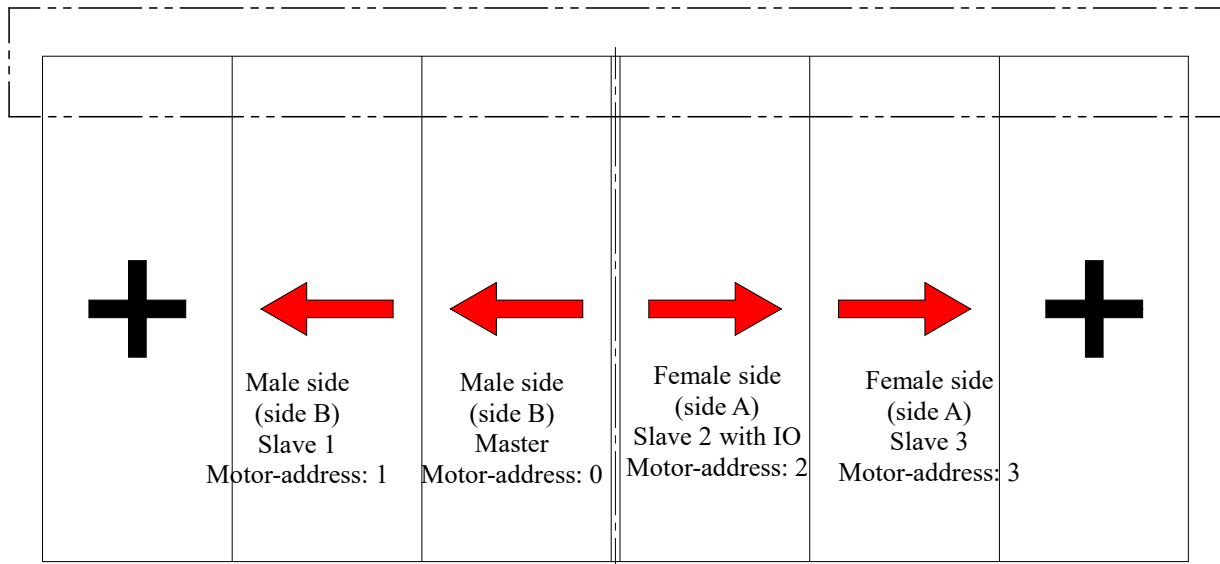 Male side
(side B)
Slave 1
Motor-address: 1
Male side
(side B)
Master
Motor-address: 0
Female side
(side A)
Slave 2 with IO
Motor-address: 2
Female side
(side A)
Slave 3
Motor-address: 3